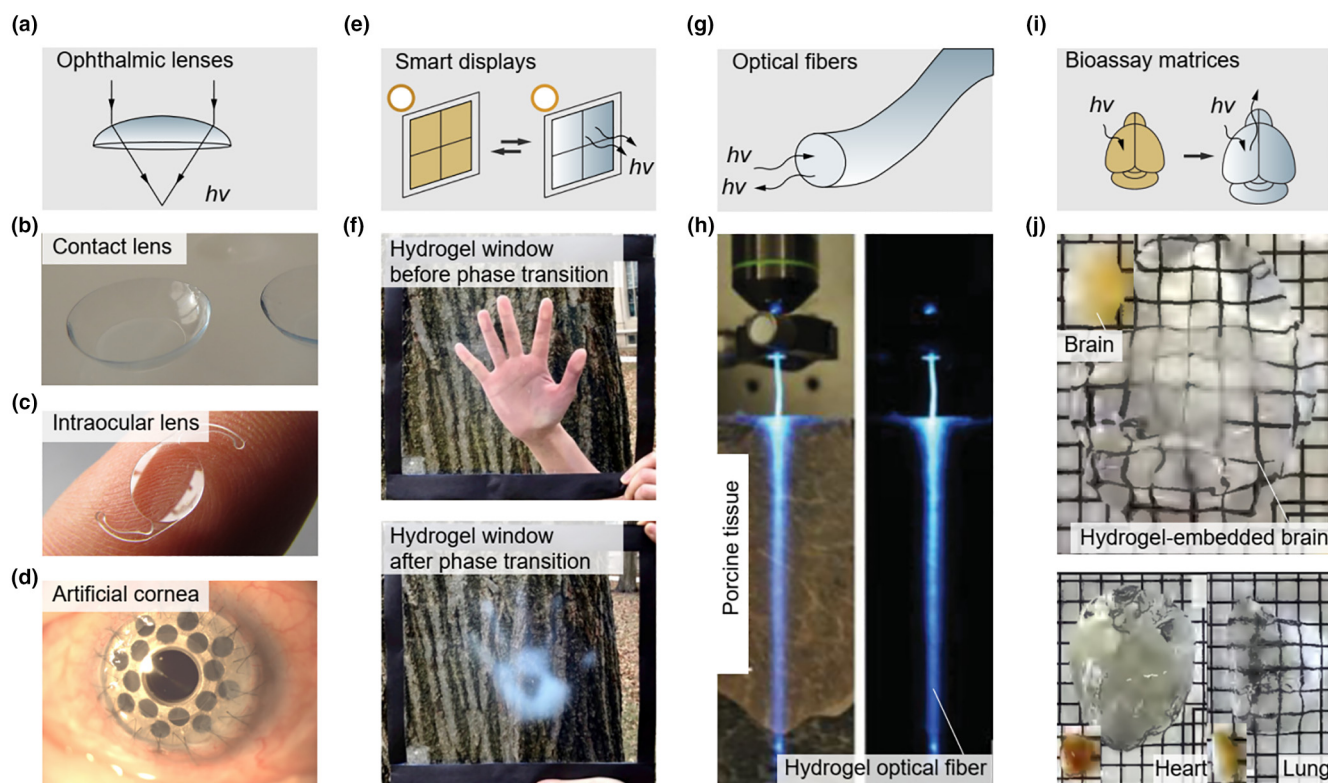 (a)
Ophthalmic lenses
hv
(b)
Contact lens
(c)
Intraocular lens
(d)
Artificial cornea
(e)
Smart displays
hv
(f)
Hydrogel window
before phase transition
Hydrogel window
after phase transition
(g)
Optical fibers
hv
hv
(h)
Porcine tissue
Hydrogel optical fiber
(i)
Bioassay matrices
hv
hv
(j)
Brain
Hydrogel-embedded brain
Heart
Lung